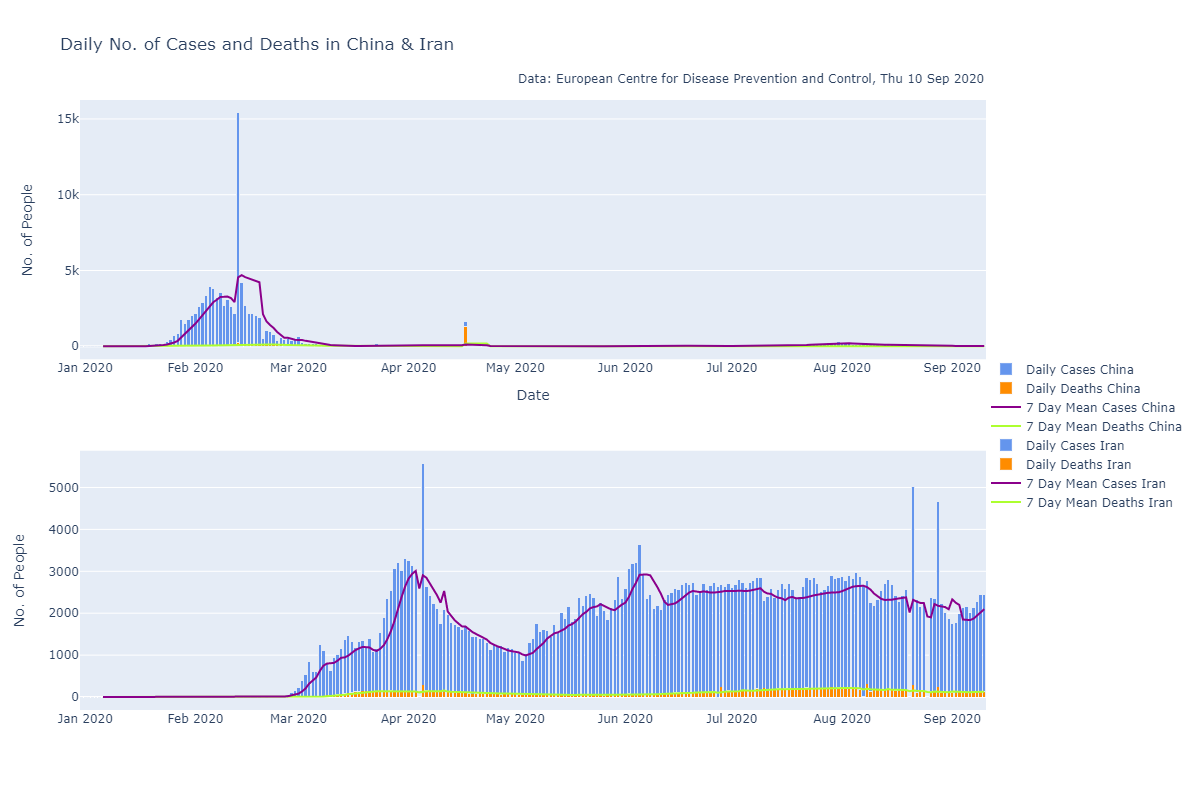 Daily No. of Cases and Deaths in China & Iran
Data: European Centre for Disease Prevention and Control, Thu 10 Sep 2020
15k
10k
5k
0
No. of People
Jan 2020 Feb 2020 Mar 2020 Apr 2020 May 2020 Jun 2020 Jul 2020 Aug 2020 Sep 2020
Date
Daily Cases China
Daily Deaths China
7 Day Mean Cases China
7 Day Mean Deaths China
Daily Cases Iran
Daily Deaths Iran
7 Day Mean Cases Iran
7 Day Mean Deaths Iran
5000
4000
3000
2000
1000
0
No. of People
Jan 2020 Feb 2020 Mar 2020 Apr 2020 May 2020 Jun 2020 Jul 2020 Aug 2020 Sep 2020